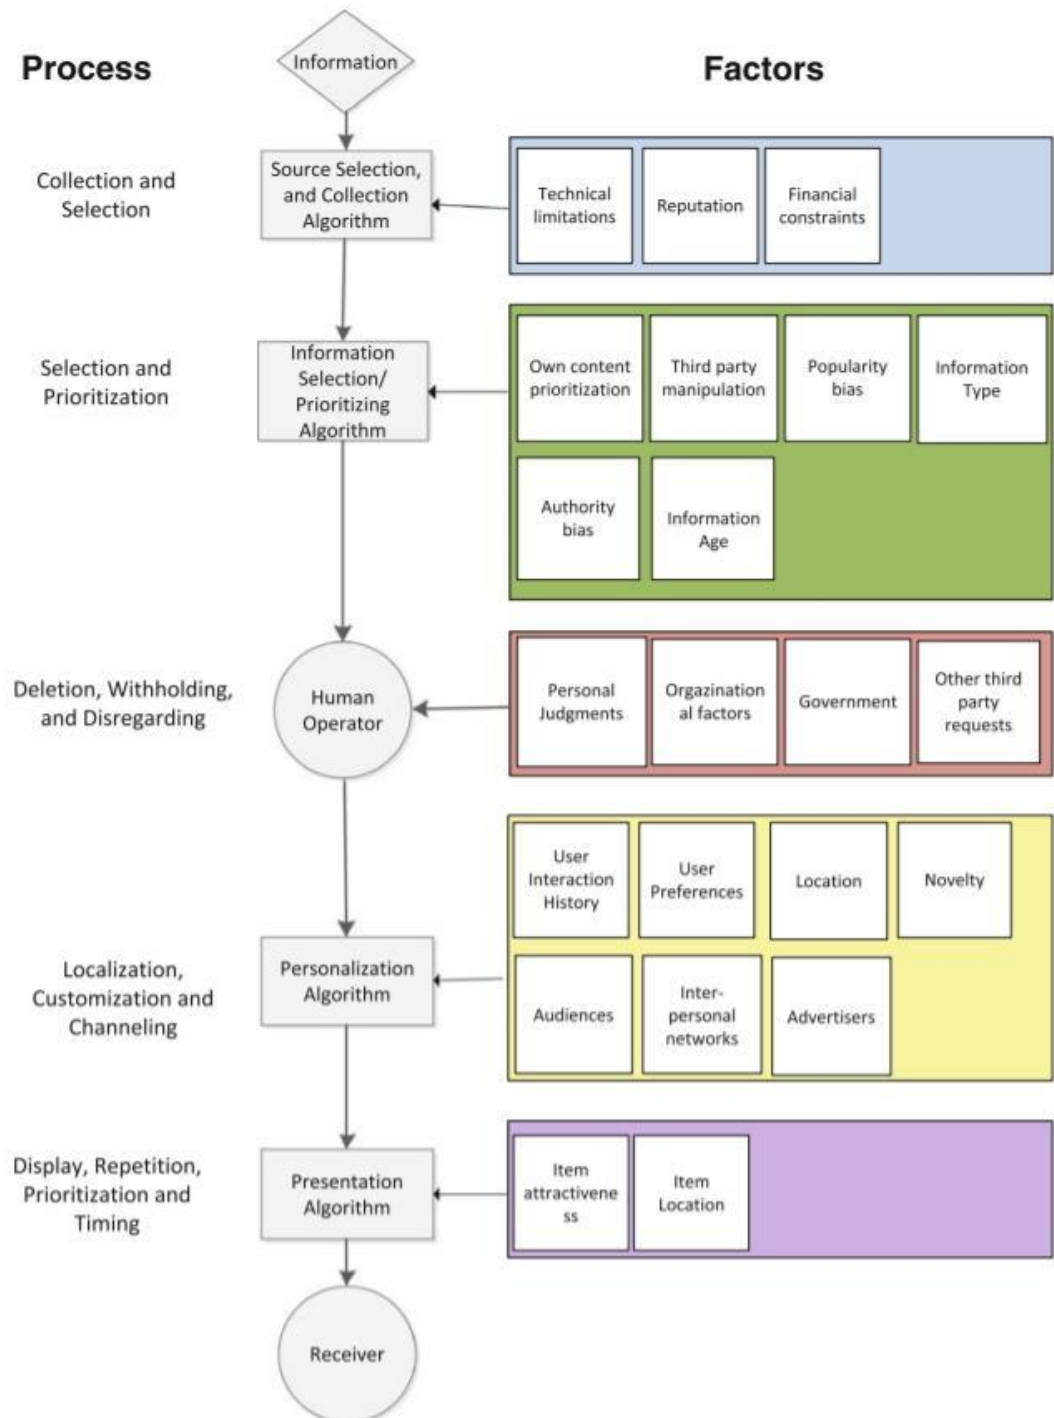 Process
Information
Factors
Collection and
Selection
Source Selection,
and Collection
Algorithm
Technical
limitations
Reputation
Financial
constraints
Selection and
Prioritization
Information
Selection/
Prioritizing
Algorithm
Own content
prioritization
Third party
manipulation
Popularity
bias
Information
Type
Authority
bias
Information
Age
Deletion, Withholding,
and Disregarding
Human
Operator
Personal
Judgments
Orgazination
al factors
Government
Other third
party
requests
User
Interaction
History
User
Preferences
Location
Novelty
Localization,
Customization and
Channeling
Personalization
Algorithm
Audiences
Inter-
personal
networks
Advertisers
Display, Repetition,
Prioritization and
Timing
Presentation
Algorithm
Item
attractivene
ss
Item
Location
Receiver